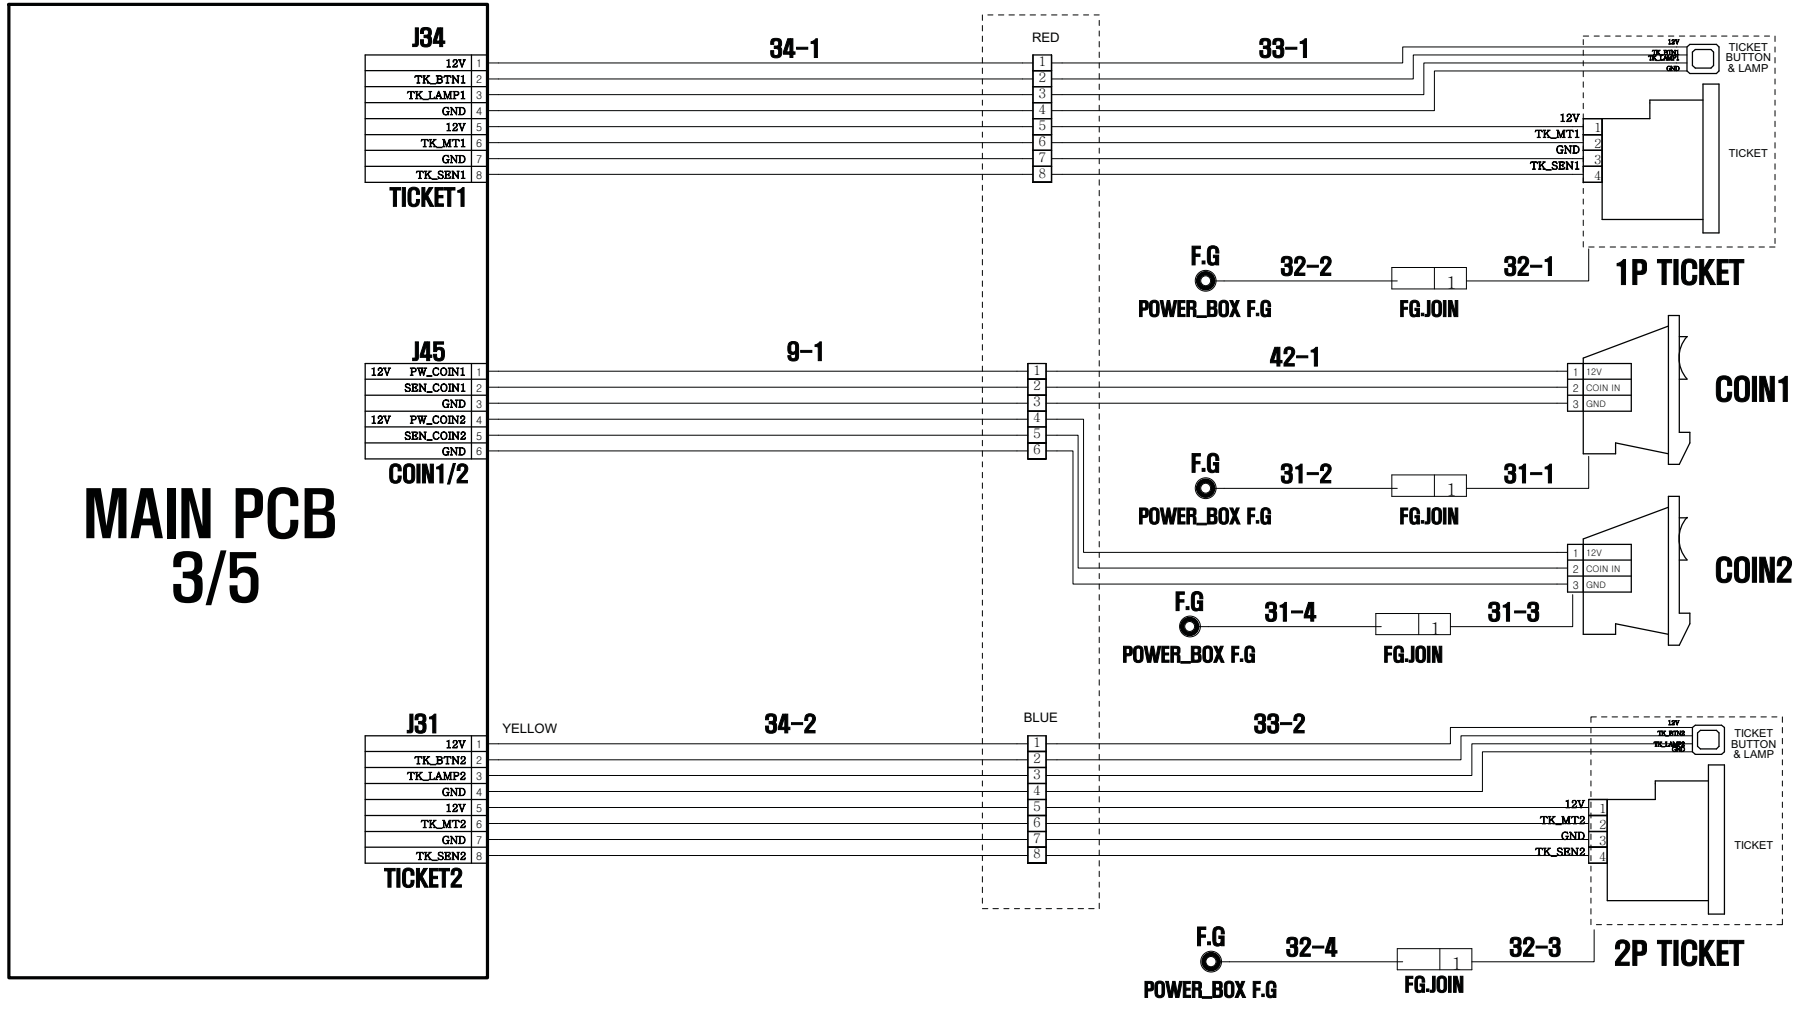 MAIN PCB
3/5
J34
12V 1
TK_BTN1 2
TK_LAMP1 3
GND 4
12V 5
TK_MT1 6
GND 7
TK_SEN1 8
TICKET1
34-1
RED
1
2
3
4
5
6
7
8
33-1
12V
TK_BTN1
TK_LAMP1
GND
TICKET
BUTTON
& LAMP
12V 1
TK_MT1 2
GND 3
TK_SEN1 4
TICKET
1P TICKET
F.G
POWER_BOX F.G
32-2
1
FG.JOIN
32-1
J45
12V PW_COIN1 1
SEN_COIN1 2
GND 3
12V PW_COIN2 4
SEN_COIN2 5
GND 6
COIN1/2
9-1
1
2
3
4
5
6
42-1
1 12V
2 COIN IN
3 GND
COIN1
F.G
POWER_BOX F.G
31-2
1
FG.JOIN
31-1
1 12V
2 COIN IN
3 GND
COIN2
F.G
POWER_BOX F.G
31-4
1
FG.JOIN
31-3
J31
YELLOW
12V 1
TK_BTN2 2
TK_LAMP2 3
GND 4
12V 5
TK_MT2 6
GND 7
TK_SEN2 8
TICKET2
34-2
BLUE
1
2
3
4
5
6
7
8
33-2
12V
TK_BTN2
TK_LAMP2
GND
TICKET
BUTTON
& LAMP
12V 1
TK_MT2 2
GND 3
TK_SEN2 4
TICKET
2P TICKET
F.G
POWER_BOX F.G
32-4
1
FG.JOIN
32-3